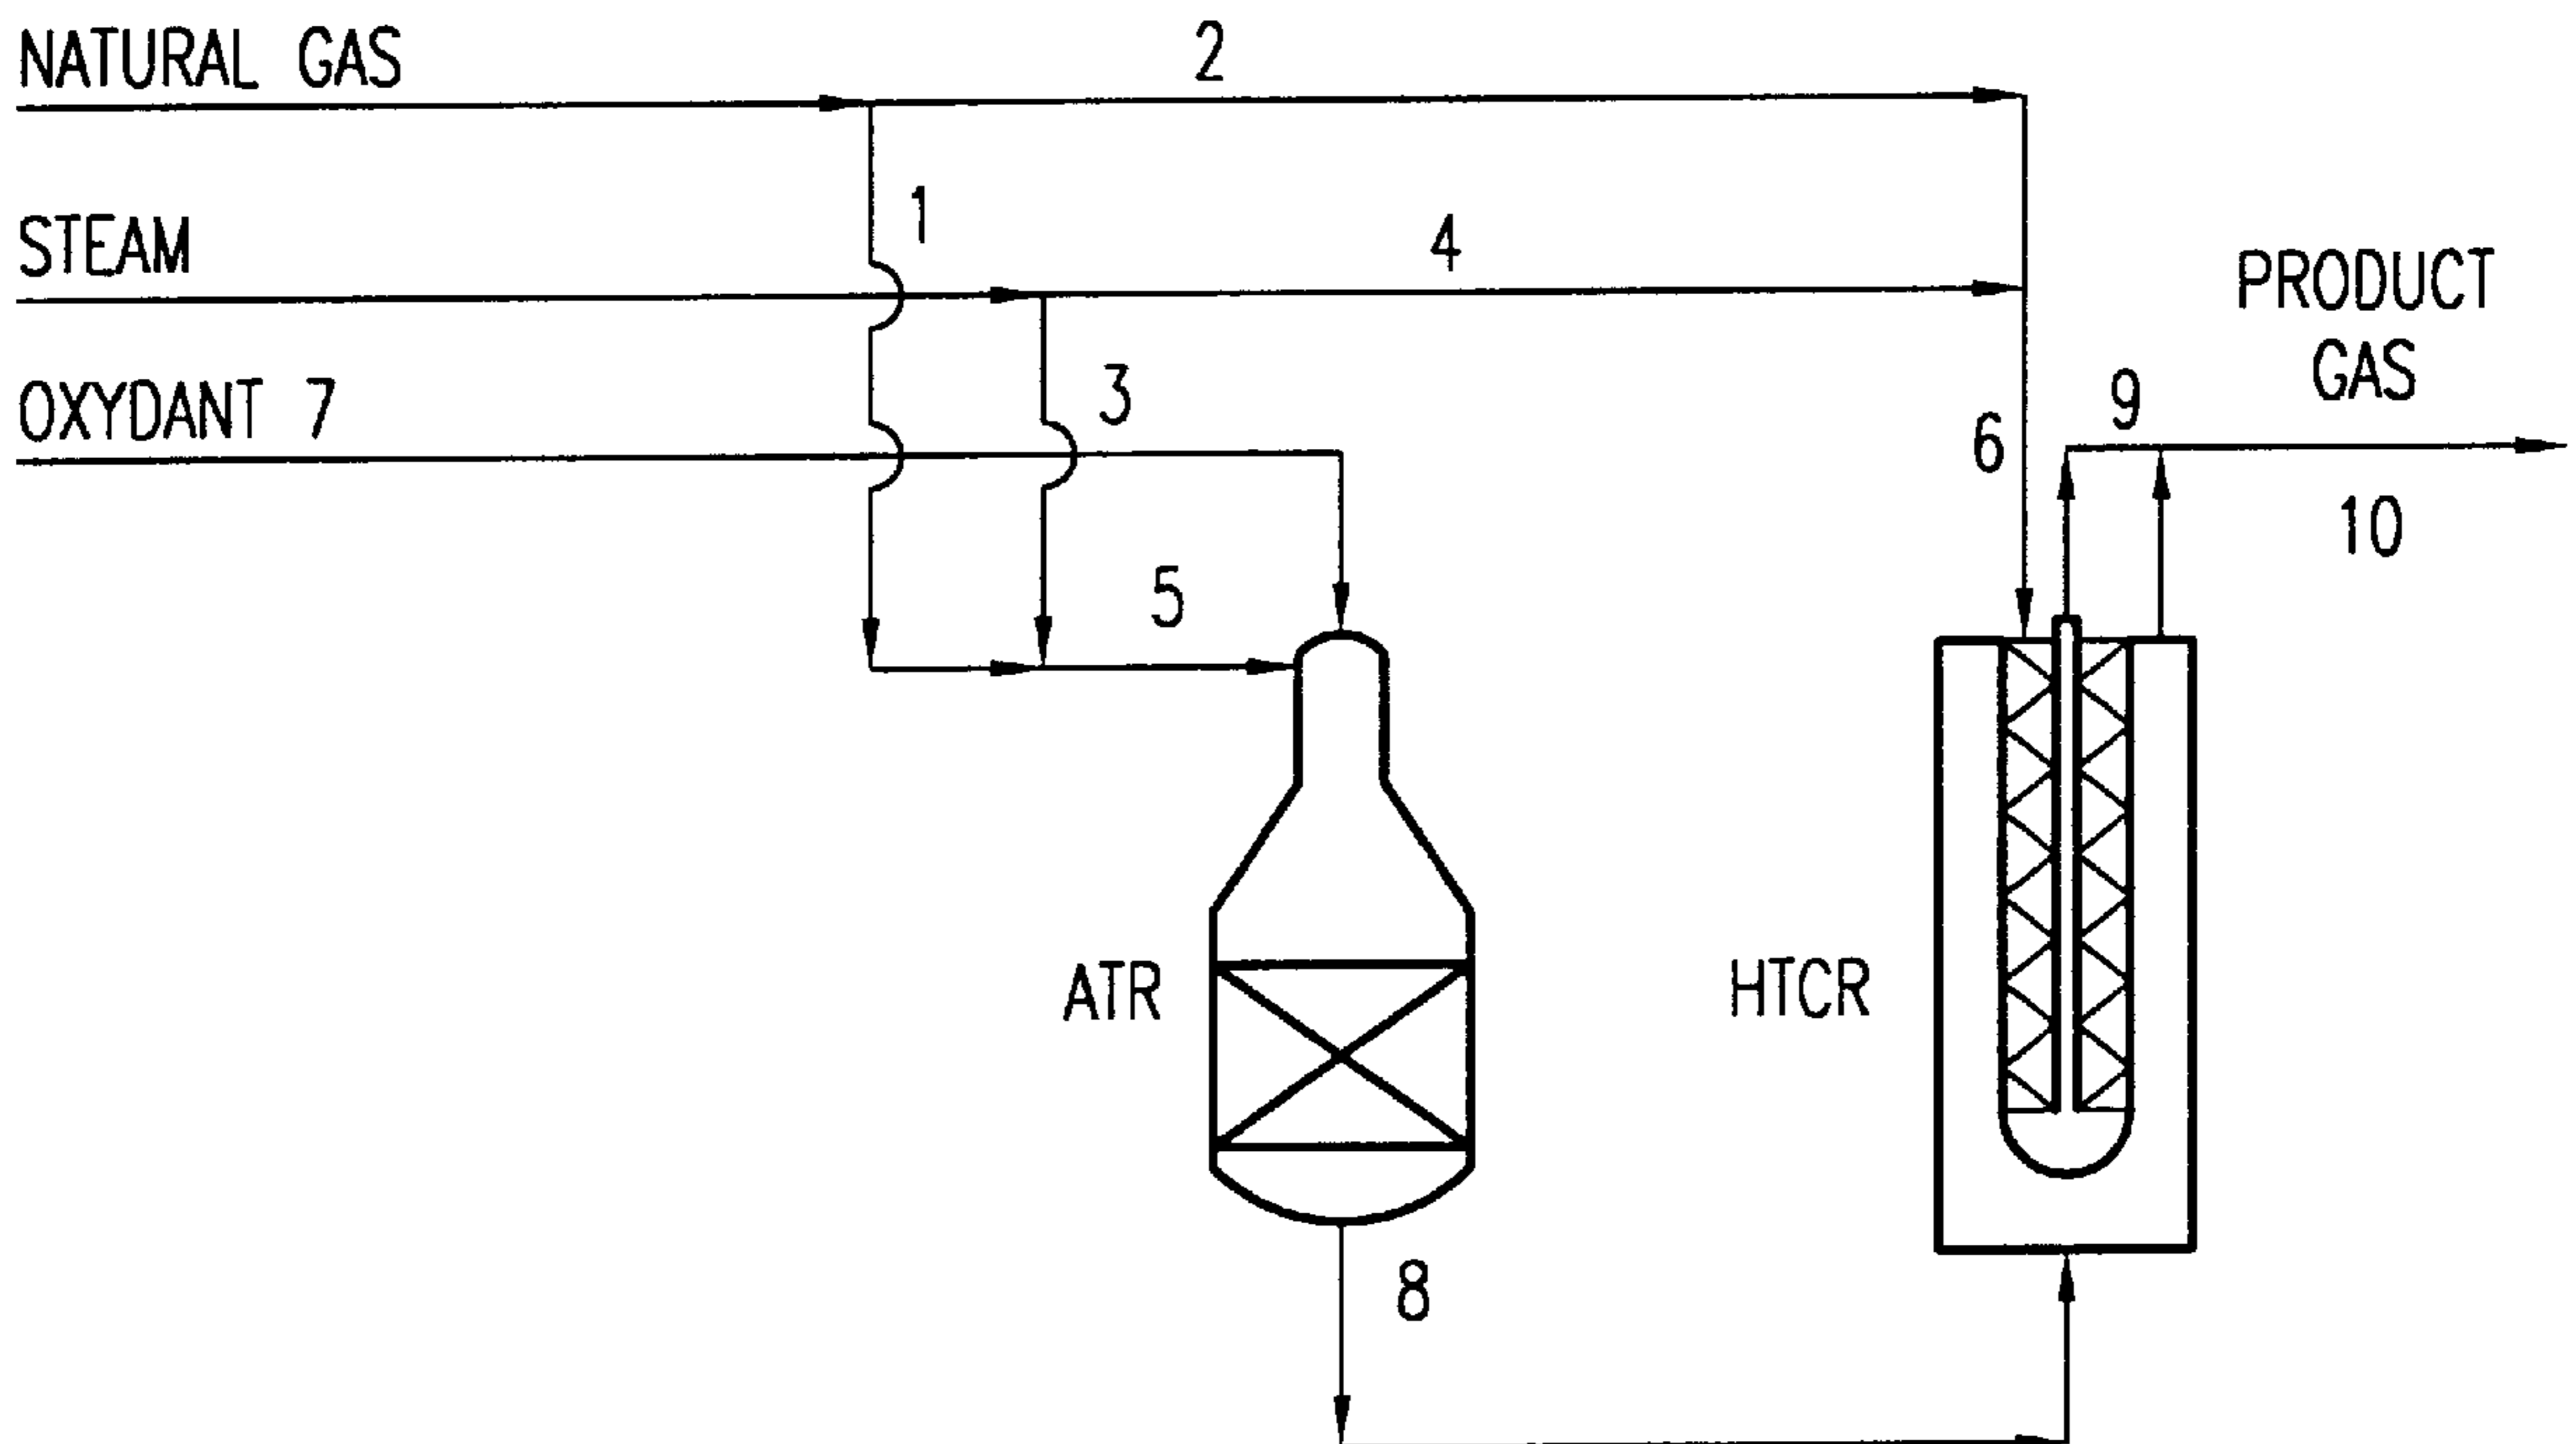 NATURAL GAS
2
1
STEAM
4
PRODUCT
GAS
3
OXYDANT 7
9
6
10
5
ATR
HTCR
8